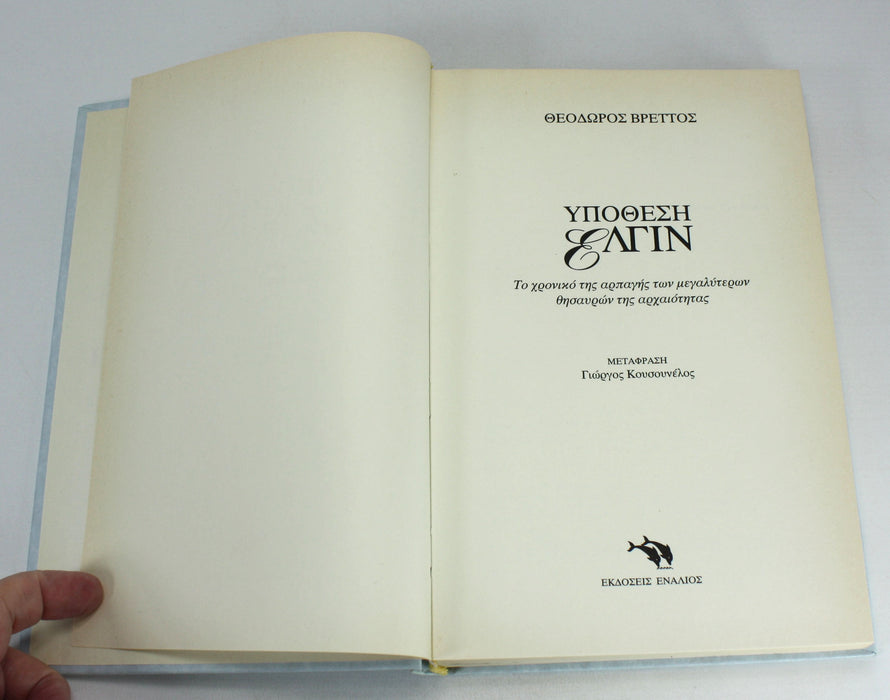 ΘΕΟΔΩΡΟΣ ΒΡΕΤΤΟΣ
ΥΠΟΘΕΣΗ
ΕΛΓΙΝ
Το χρονικό της αρπαγής των μεγαλύτερων
θησαυρών της αρχαιότητας
ΜΕΤΑΦΡΑΣΗ
Γιώργος Κουσουνέλος
ΕΚΔΟΣΕΙΣ ΕΝΑΛΙΟΣ